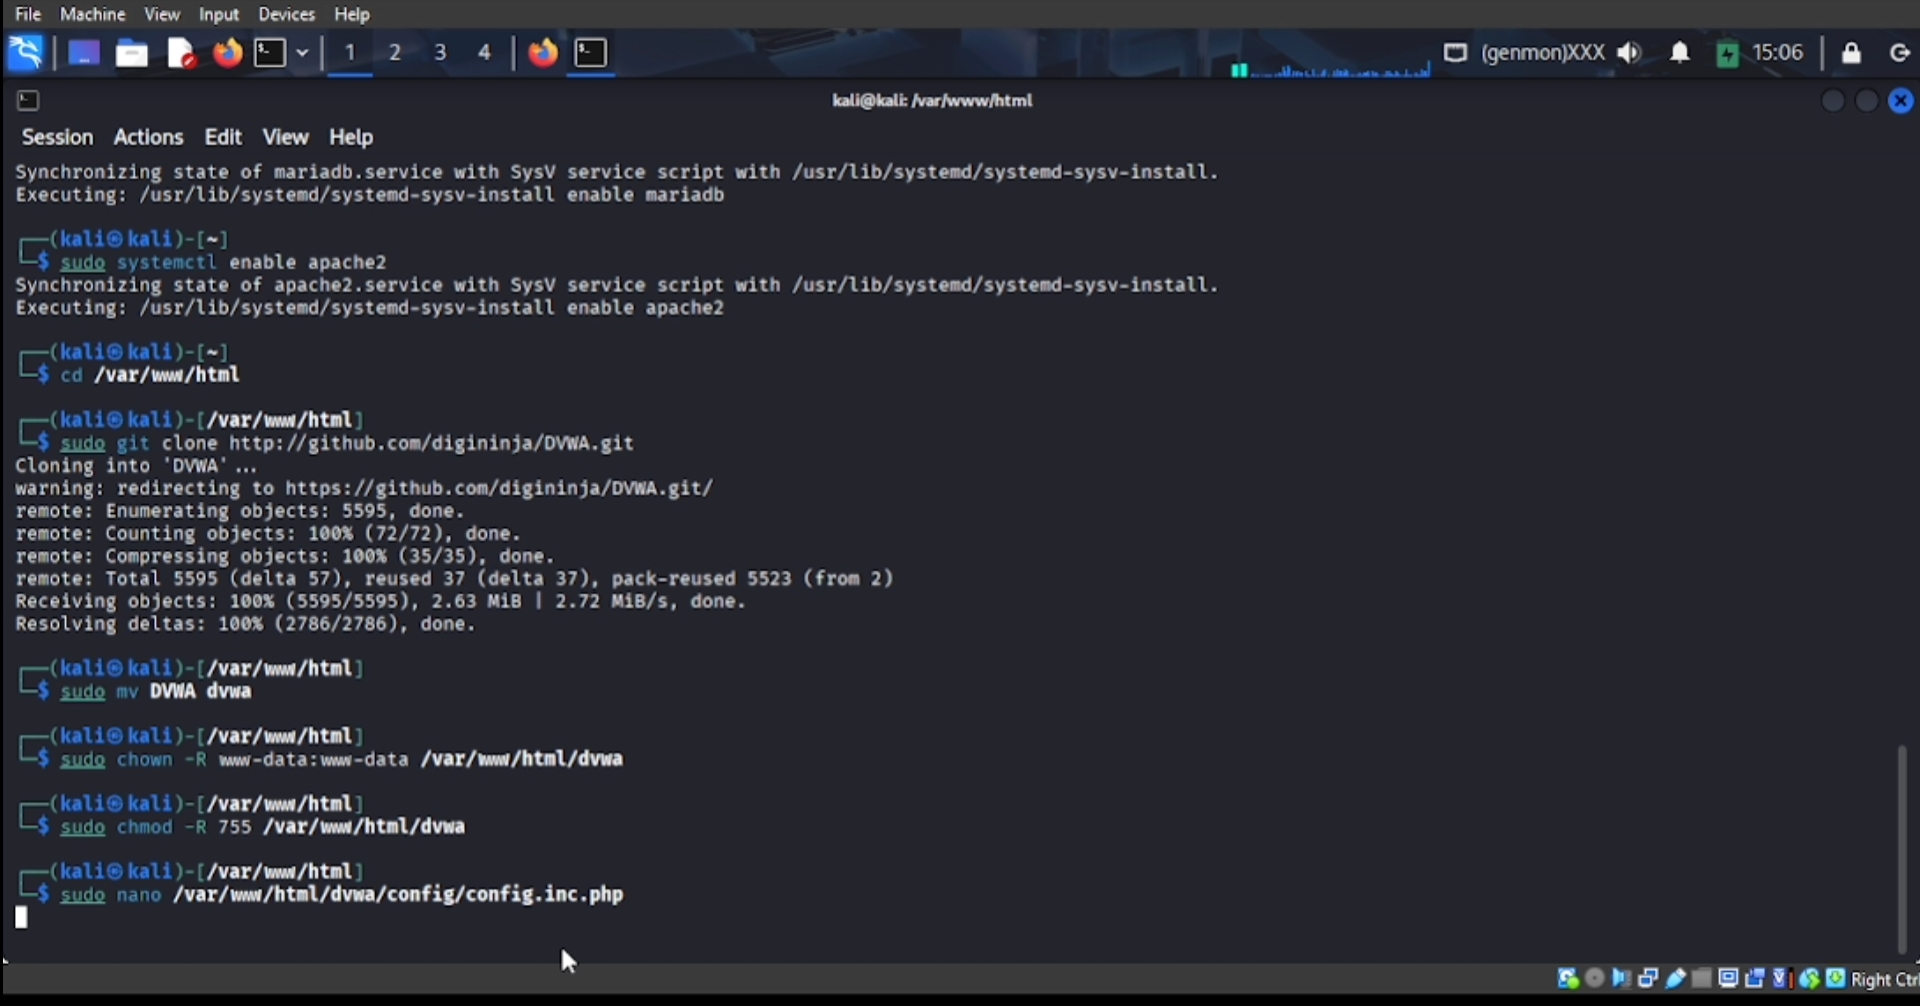 File Machine View Input Devices Help
1 2 3 4 (genmon)XXX 15:06
kali@kali: /var/www/html
Session Actions Edit View Help
Synchronizing state of mariadb.service with SysV service script with /usr/lib/systemd/systemd-sysv-install.
Executing: /usr/lib/systemd/systemd-sysv-install enable mariadb
┌──(kali㉿kali)-[~]
└─$ sudo systemctl enable apache2
Synchronizing state of apache2.service with SysV service script with /usr/lib/systemd/systemd-sysv-install.
Executing: /usr/lib/systemd/systemd-sysv-install enable apache2
┌──(kali㉿kali)-[~]
└─$ cd /var/www/html
┌──(kali㉿kali)-[/var/www/html]
└─$ sudo git clone http://github.com/digininja/DVWA.git
Cloning into 'DVWA'...
warning: redirecting to https://github.com/digininja/DVWA.git/
remote: Enumerating objects: 5595, done.
remote: Counting objects: 100% (72/72), done.
remote: Compressing objects: 100% (35/35), done.
remote: Total 5595 (delta 57), reused 37 (delta 37), pack-reused 5523 (from 2)
Receiving objects: 100% (5595/5595), 2.63 MiB | 2.72 MiB/s, done.
Resolving deltas: 100% (2786/2786), done.
┌──(kali㉿kali)-[/var/www/html]
└─$ sudo mv DVWA dvwa
┌──(kali㉿kali)-[/var/www/html]
└─$ sudo chown -R www-data:www-data /var/www/html/dvwa
┌──(kali㉿kali)-[/var/www/html]
└─$ sudo chmod -R 755 /var/www/html/dvwa
┌──(kali㉿kali)-[/var/www/html]
└─$ sudo nano /var/www/html/dvwa/config/config.inc.php
Right Ctr